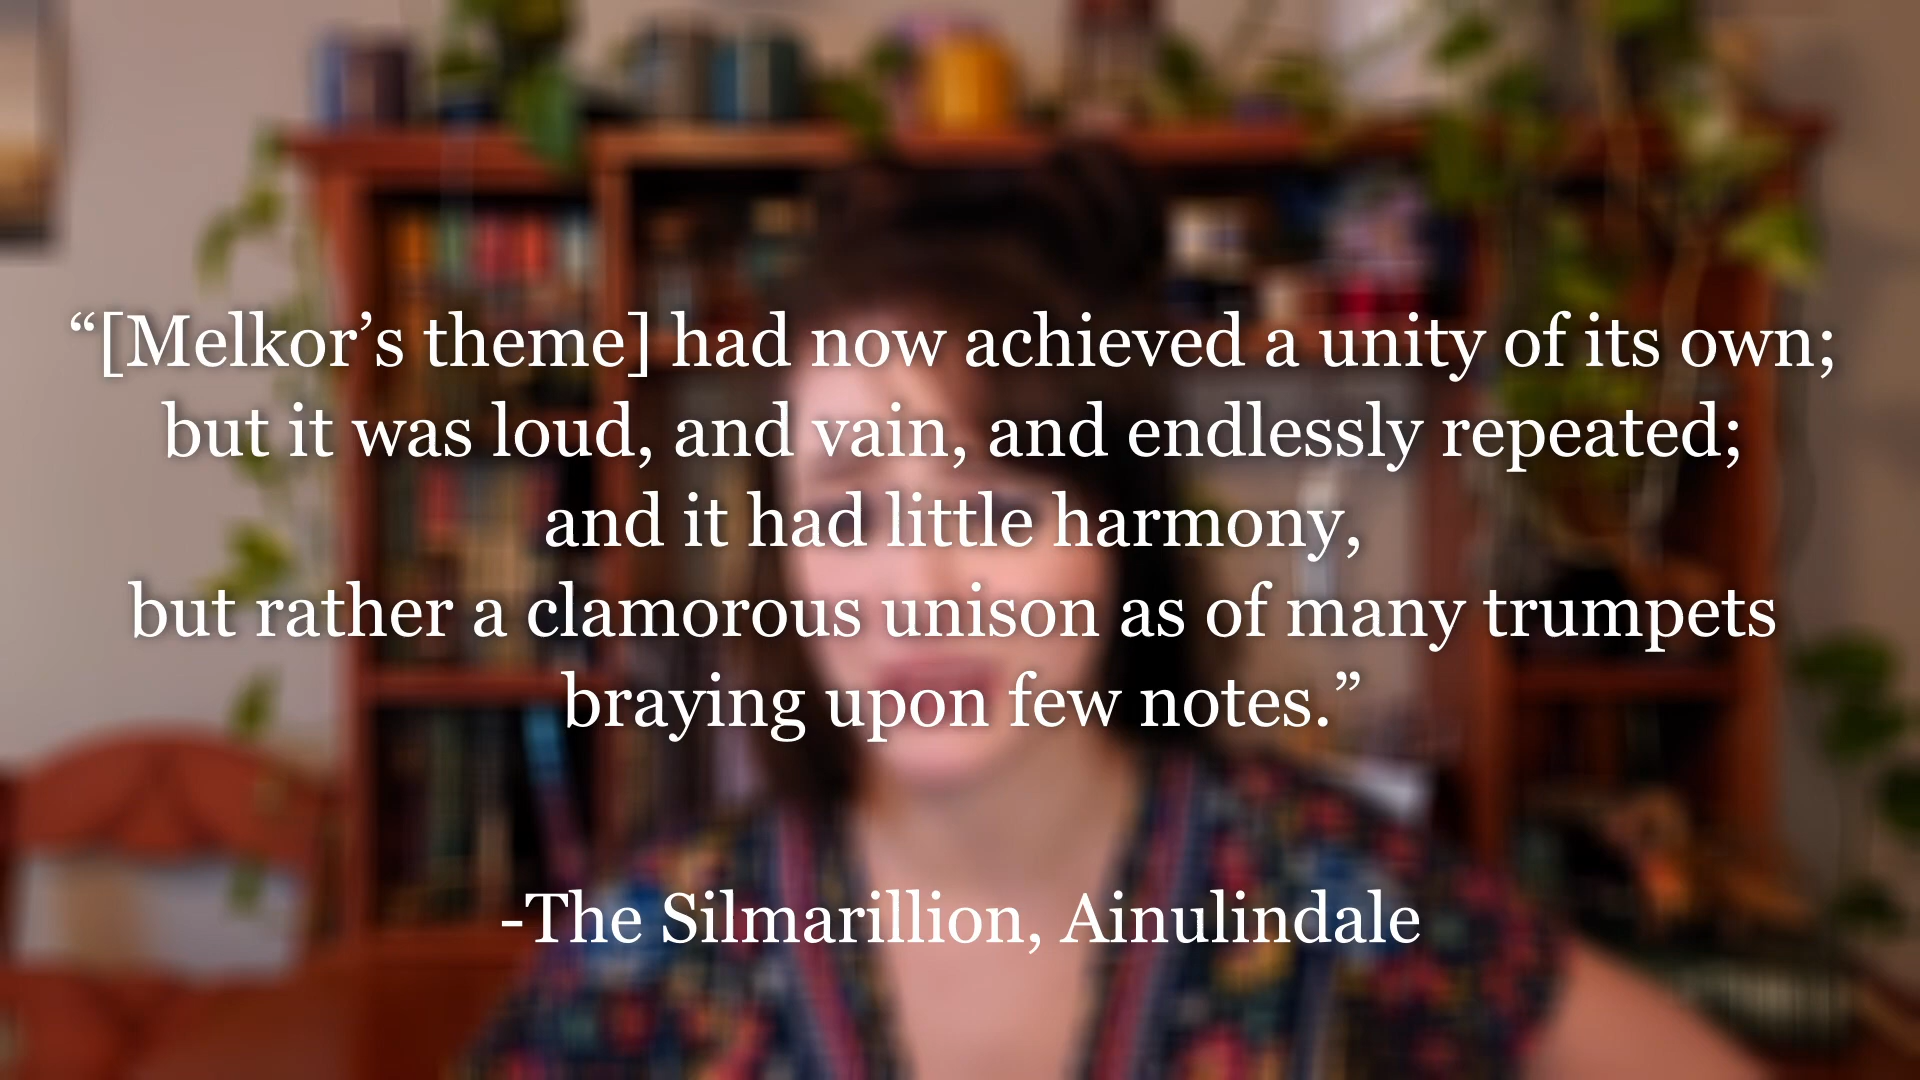 “[Melkor’s theme] had now achieved a unity of its own;
but it was loud, and vain, and endlessly repeated;
and it had little harmony,
but rather a clamorous unison as of many trumpets
braying upon few notes.”
-The Silmarillion, Ainulindale